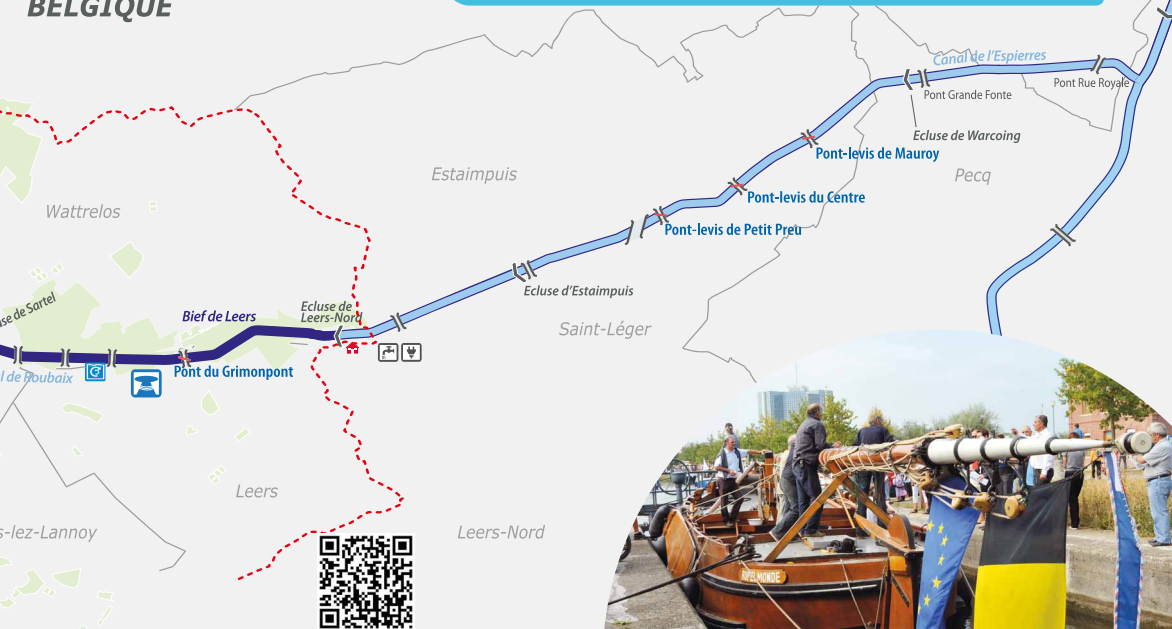 BELGIQUE
Canal de l'Espierres
Pont Rue Royale
Pont Grande Fonte
Ecluse de Warcoing
Pont-levis de Mauroy
Estaimpuis
Pecq
Pont-levis du Centre
Wattrelos
Pont-levis de Petit Preu
Ecluse d'Estaimpuis
use de Sartel
Ecluse de
Leers-Nord
Bief de Leers
Saint-Léger
l de Roubaix
Pont du Grimonpont
Leers
s-lez-Lannoy
Leers-Nord
RUPELMONDE